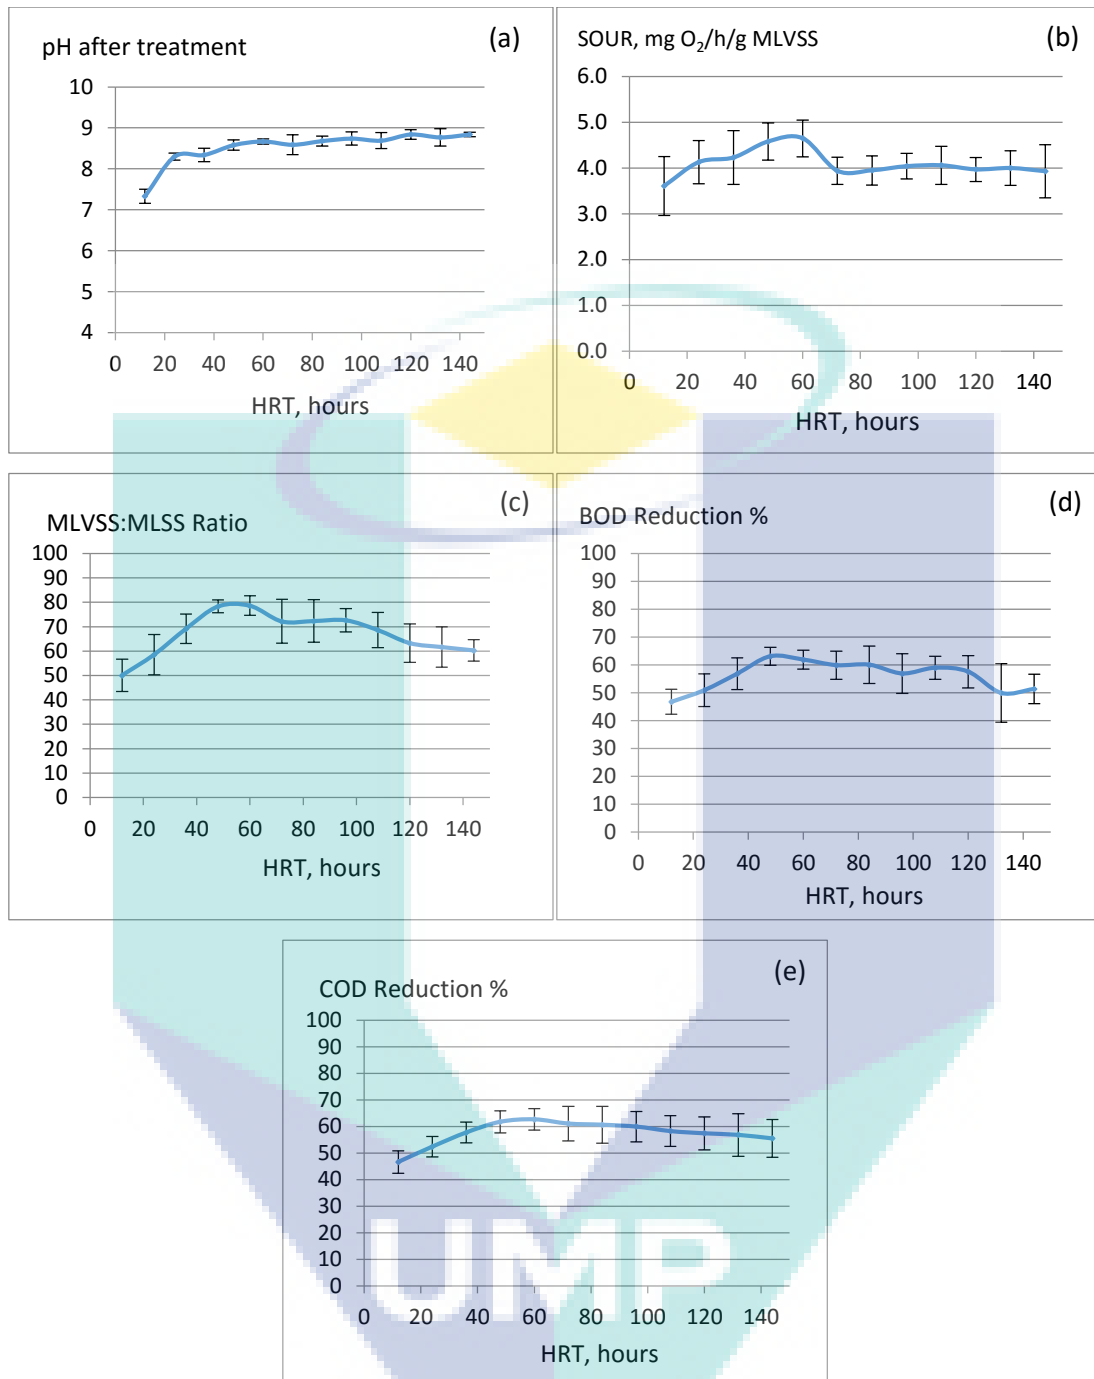 pH after treatment
(a)
10
9
8
7
6
5
4
0 20 40 60 80 100 120 140
HRT, hours
SOUR, mg O₂/h/g MLVSS
(b)
6.0
5.0
4.0
3.0
2.0
1.0
0.0
0 20 40 60 80 100 120 140
HRT, hours
MLVSS:MLSS Ratio
(c)
100
90
80
70
60
50
40
30
20
10
0
0 20 40 60 80 100 120 140
HRT, hours
BOD Reduction %
(d)
100
90
80
70
60
50
40
30
20
10
0
0 20 40 60 80 100 120 140
HRT, hours
COD Reduction %
(e)
100
90
80
70
60
50
40
30
20
10
0
0 20 40 60 80 100 120 140
HRT, hours
UMP